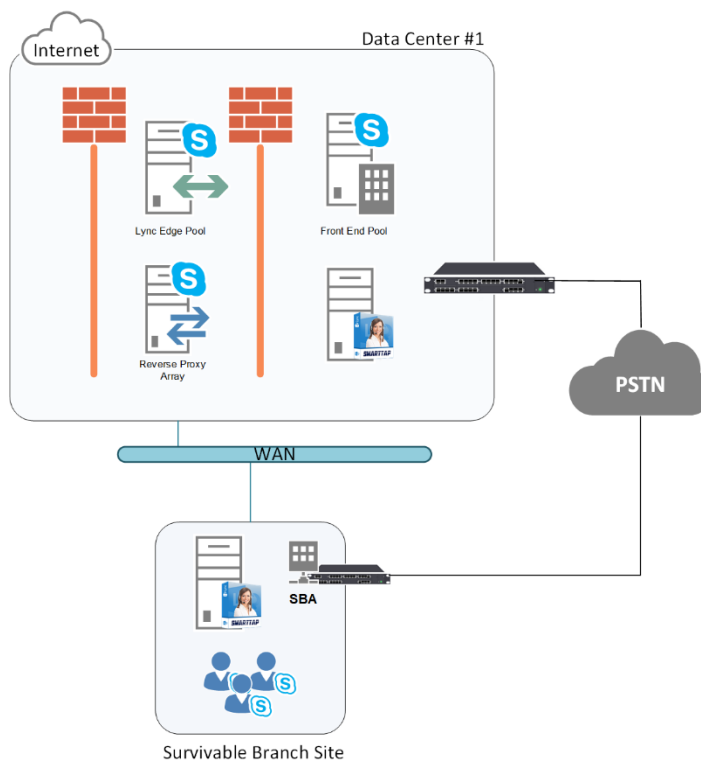 Internet
Data Center #1
S
S
Lync Edge Pool
Front End Pool
S
SMARTTAP
Reverse Proxy
Array
PSTN
WAN
SBA
SMARTTAP
S
S
S
Survivable Branch Site